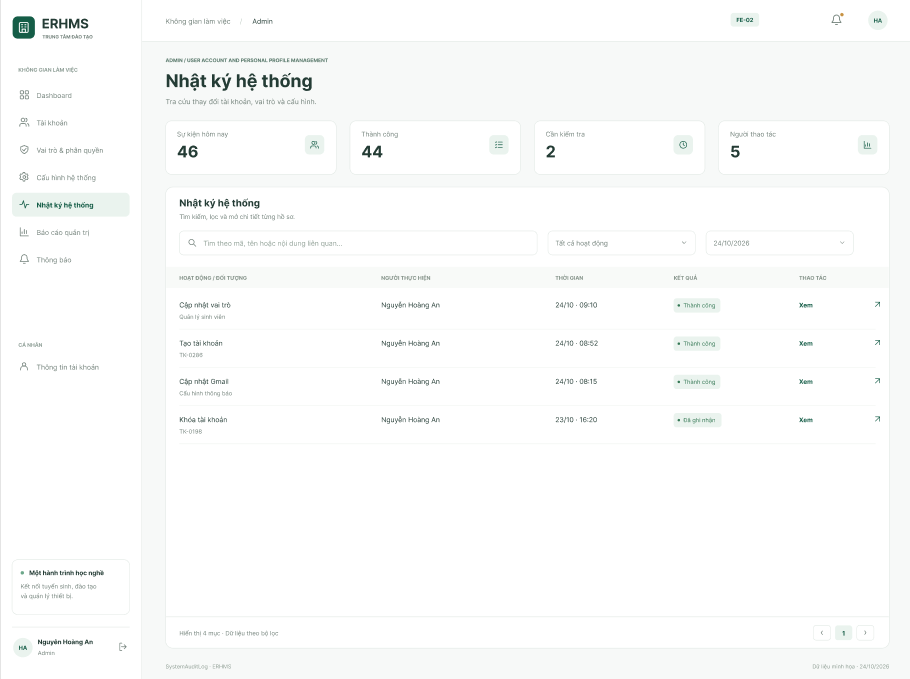 ERHMS
TRUNG TÂM ĐÀO TẠO
KHÔNG GIAN LÀM VIỆC
Dashboard
Tài khoản
Vai trò & phân quyền
Cấu hình hệ thống
Nhật ký hệ thống
Báo cáo quản trị
Thông báo
CÁ NHÂN
Thông tin tài khoản
Một hành trình học nghề
Kết nối tuyển sinh, đào tạo
và quản lý thiết bị.
HA
Nguyễn Hoàng An
Admin
Không gian làm việc / Admin
FE-02
HA
ADMIN / USER ACCOUNT AND PERSONAL PROFILE MANAGEMENT
Nhật ký hệ thống
Tra cứu thay đổi tài khoản, vai trò và cấu hình.
Sự kiện hôm nay
46
Thành công
44
Cần kiểm tra
2
Người thao tác
5
Nhật ký hệ thống
Tìm kiếm, lọc và mở chi tiết từng hồ sơ.
Tìm theo mã, tên hoặc nội dung liên quan...
Tất cả hoạt động
24/10/2026
HOẠT ĐỘNG / ĐỐI TƯỢNG NGƯỜI THỰC HIỆN THỜI GIAN KẾT QUẢ THAO TÁC
Cập nhật vai trò Nguyễn Hoàng An 24/10 · 09:10 Thành công Xem
Quản lý sinh viên
Tạo tài khoản Nguyễn Hoàng An 24/10 · 08:52 Thành công Xem
TK-0286
Cập nhật Gmail Nguyễn Hoàng An 24/10 · 08:15 Thành công Xem
Cấu hình thông báo
Khóa tài khoản Nguyễn Hoàng An 23/10 · 16:20 Đã ghi nhận Xem
TK-0198
Hiển thị 4 mục · Dữ liệu theo bộ lọc
1
SystemAuditLog · ERHMS
Dữ liệu minh họa · 24/10/2026